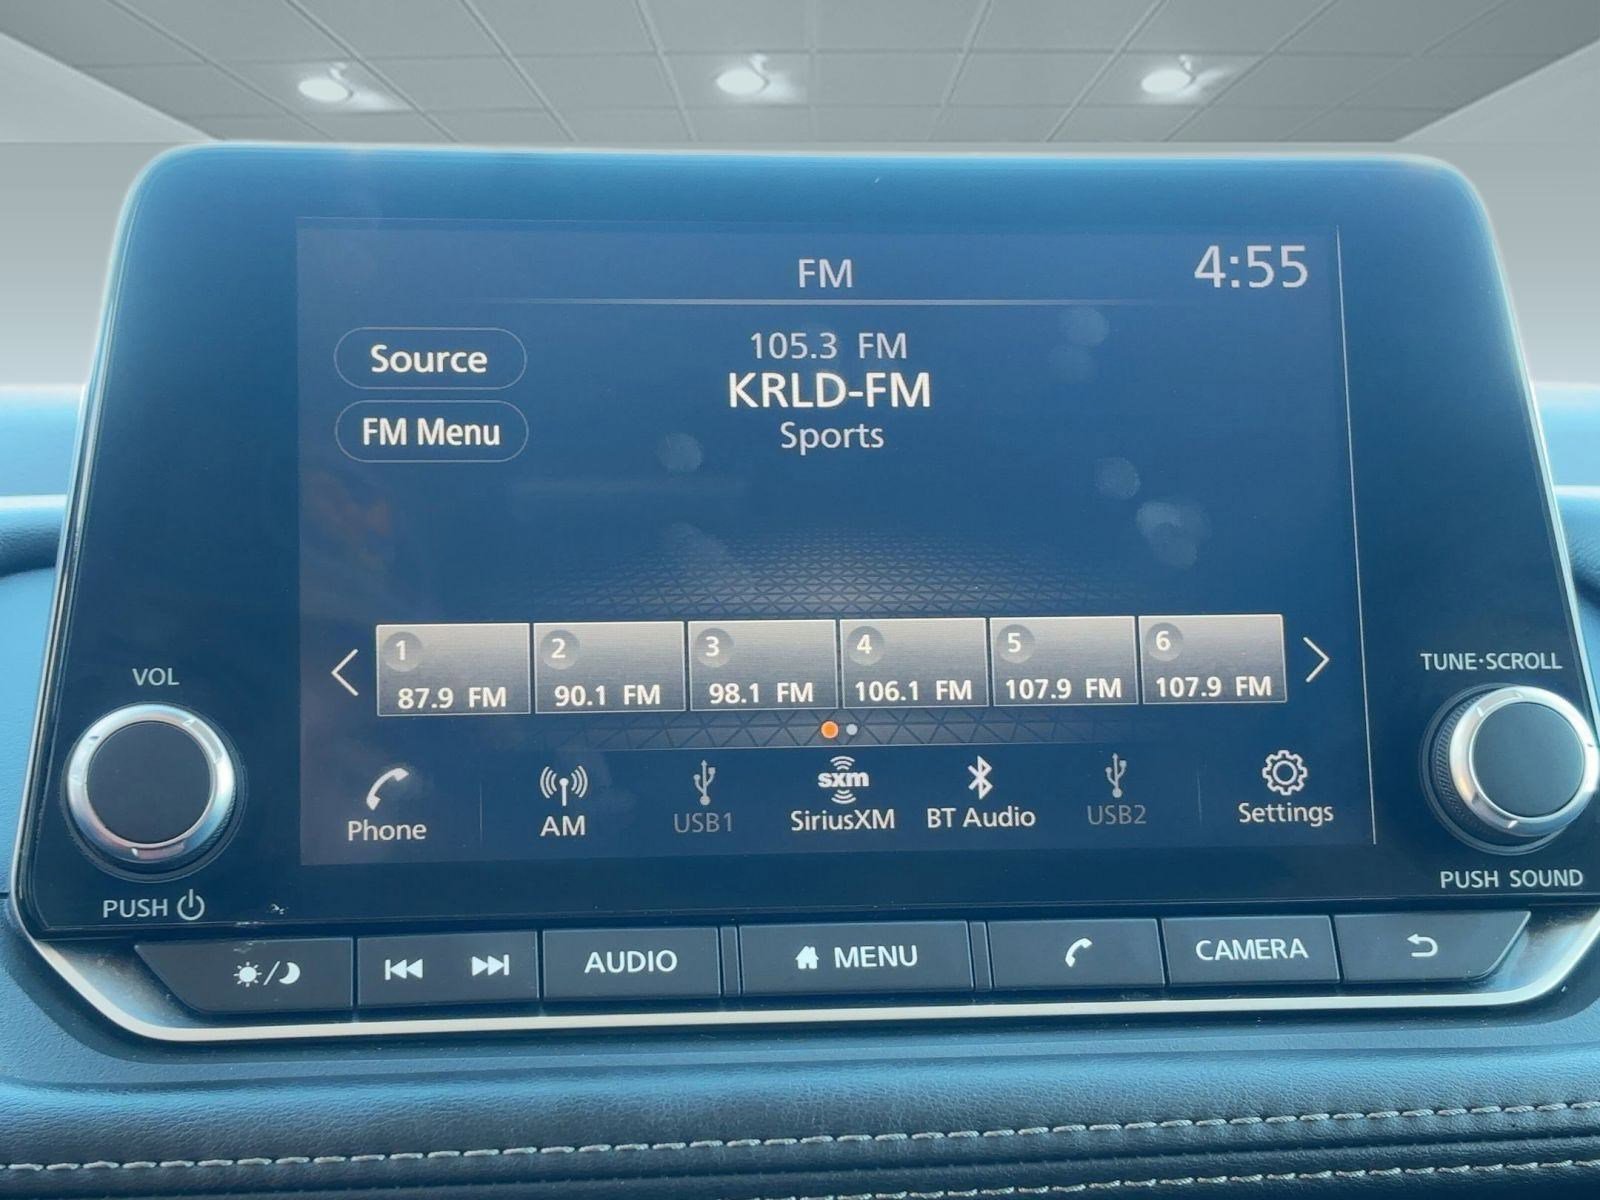 FM
4:55
Source
105.3 FM
KRLD-FM
FM Menu
Sports
1
2
3
4
5
6
87.9 FM
90.1 FM
98.1 FM
106.1 FM
107.9 FM
107.9 FM
VOL
TUNE·SCROLL
sxm
Phone
AM
USB1
SiriusXM
BT Audio
USB2
Settings
PUSH
PUSH SOUND
AUDIO
MENU
CAMERA